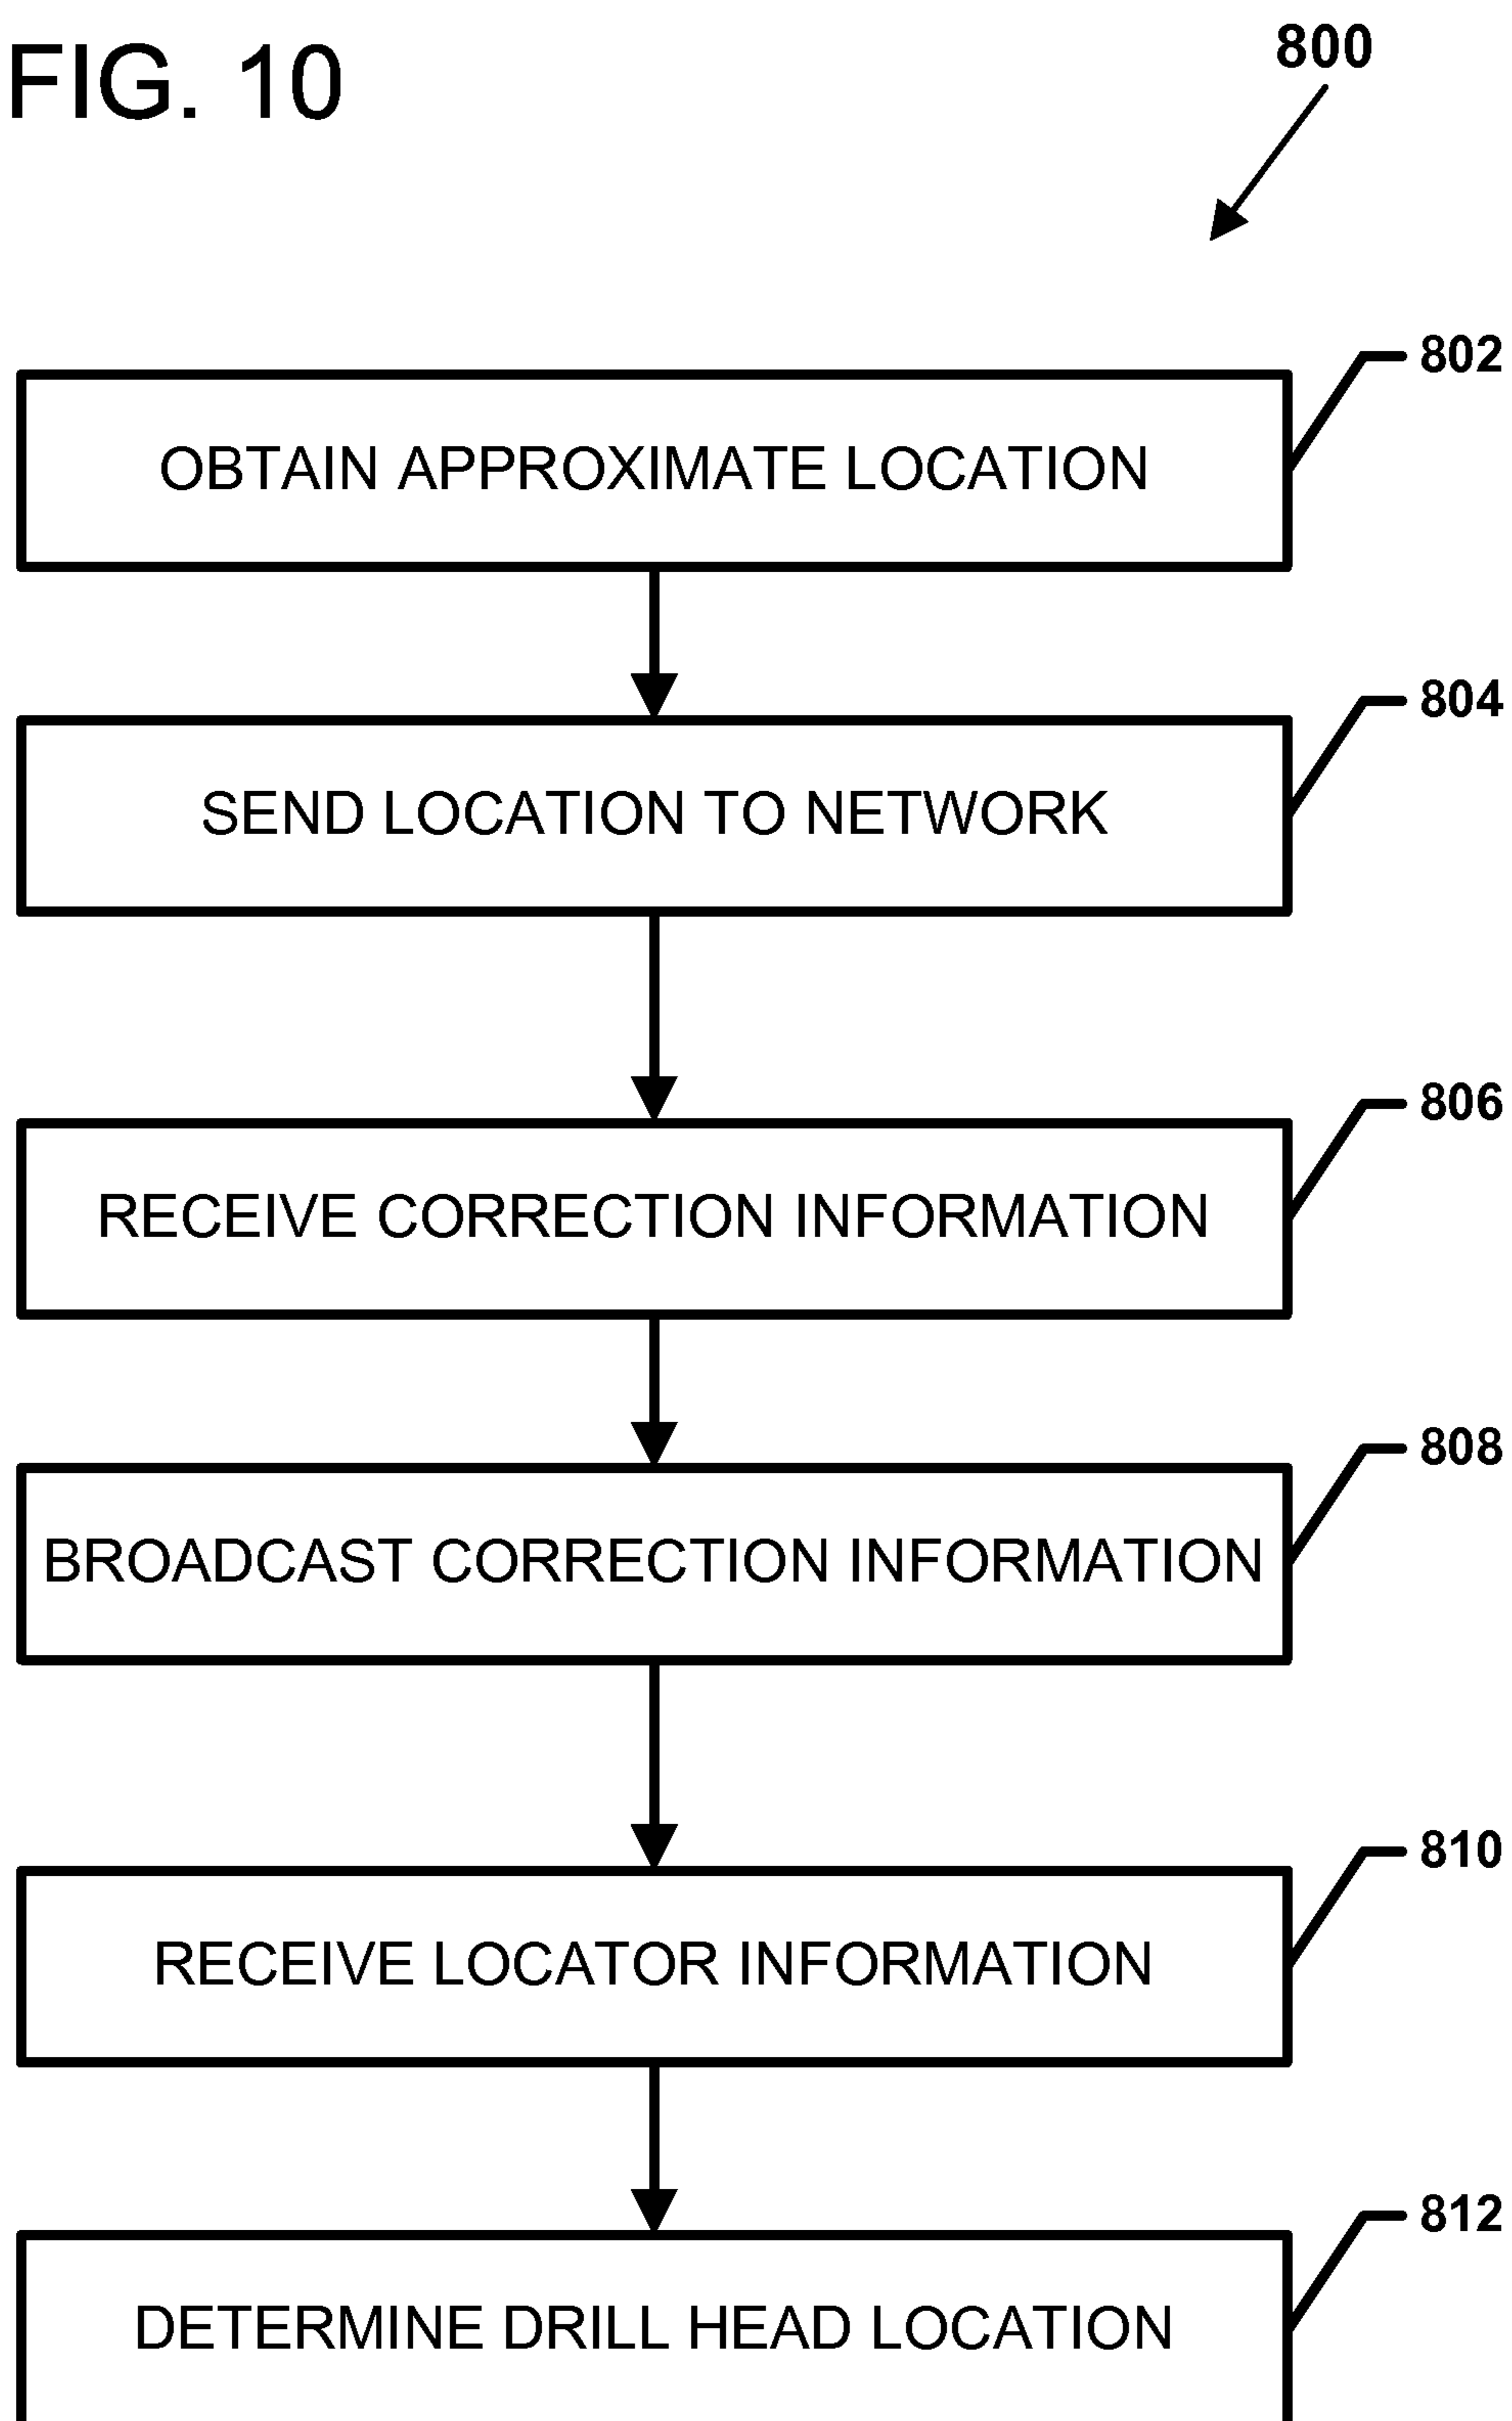 FIG. 10
800
802
OBTAIN APPROXIMATE LOCATION
804
SEND LOCATION TO NETWORK
806
RECEIVE CORRECTION INFORMATION
808
BROADCAST CORRECTION INFORMATION
810
RECEIVE LOCATOR INFORMATION
812
DETERMINE DRILL HEAD LOCATION